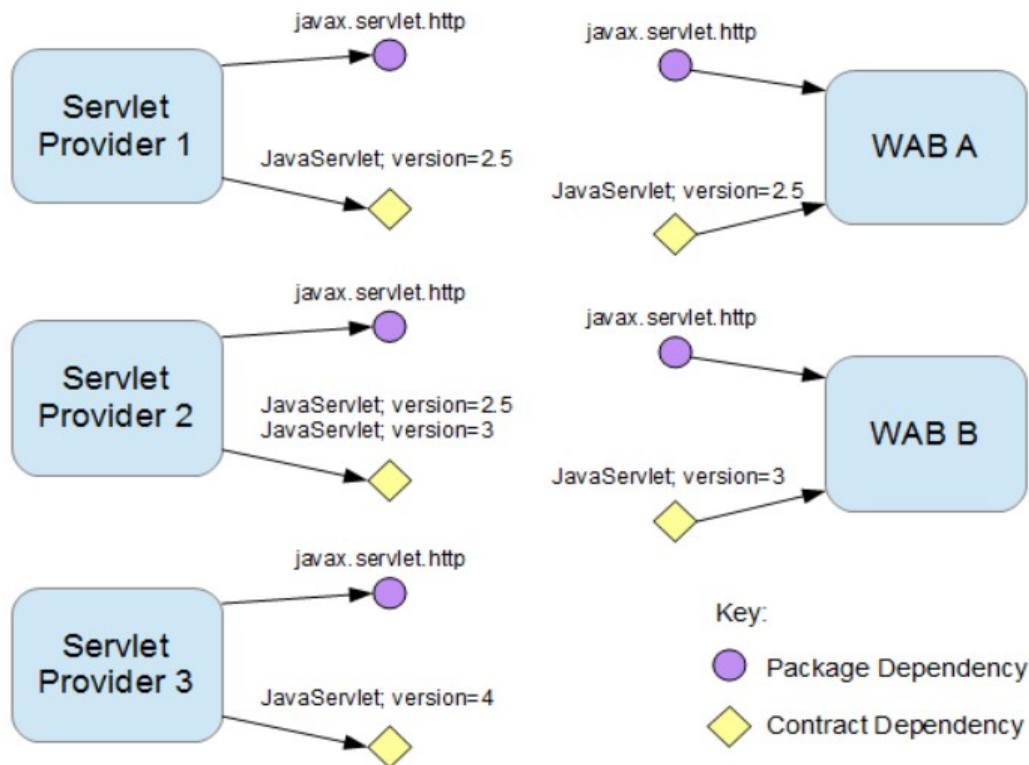 javax.servlet.http
Servlet
Provider 1
JavaServlet; version=2.5
javax.servlet.http
WAB A
JavaServlet; version=2.5
javax.servlet.http
Servlet
Provider 2
JavaServlet; version=2.5
JavaServlet; version=3
javax.servlet.http
WAB B
JavaServlet; version=3
javax.servlet.http
Servlet
Provider 3
JavaServlet; version=4
Key:
Package Dependency
Contract Dependency